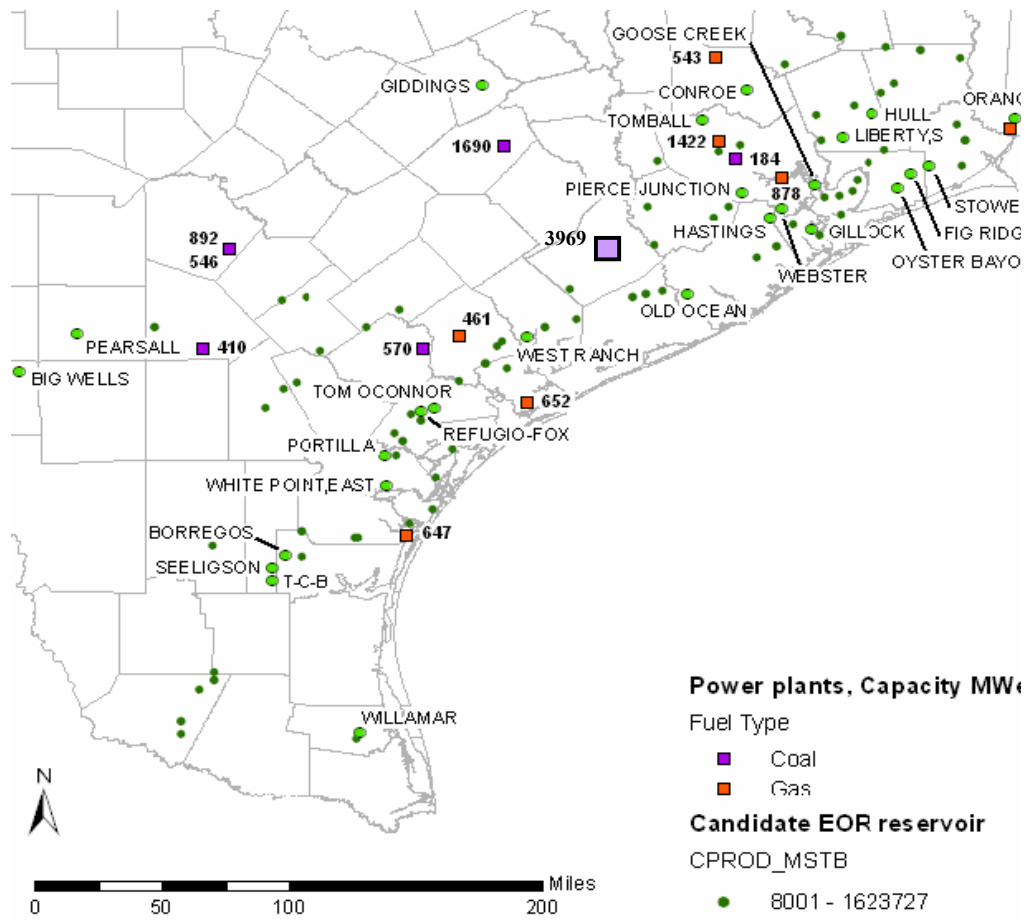 GOOSE CREEK
543
GIDDINGS
CONROE
ORANG
TOMBALL
HULL
LIBERTY,S
1690
1422
184
PIERCE JUNCTION
878
STOWE
892
546
3969
HASTINGS
GILLOCK
FIG RIDG
OYSTER BAYO
WEBSTER
OLD OCEAN
461
PEARSALL
410
570
WEST RANCH
BIG WELLS
TOM OCONNOR
652
REFUGIO-FOX
PORTILLA
WHITE POINT,EAST
BORREGOS
647
SEELIGSON
T-C-B
WILLAMAR
Power plants, Capacity MWe
Fuel Type
Coal
Gas
N
Candidate EOR reservoir
CPROD_MSTB
8001 - 1623727
Miles
0 50 100 200